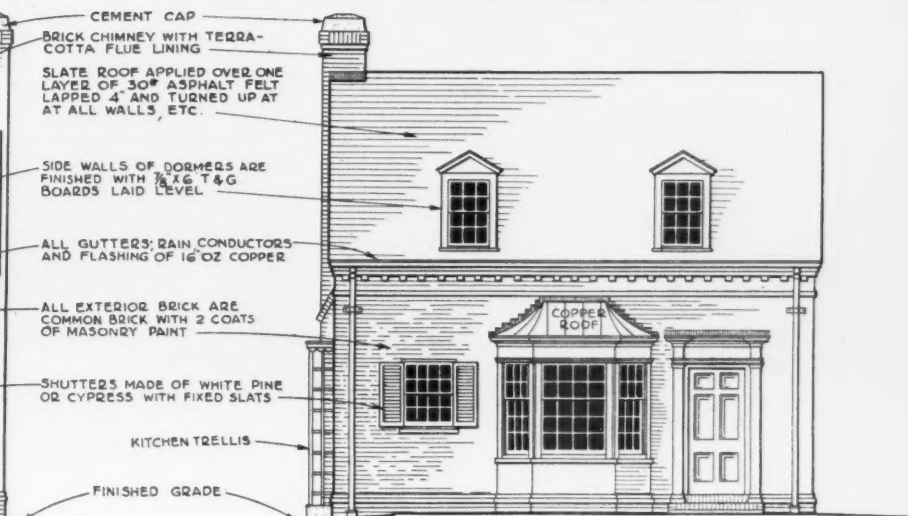 CEMENT CAP
BRICK CHIMNEY WITH TERRA-
COTTA FLUE LINING
SLATE ROOF APPLIED OVER ONE
LAYER OF 30# ASPHALT FELT
LAPPED 4" AND TURNED UP AT
AT ALL WALLS, ETC.
SIDE WALLS OF DORMERS ARE
FINISHED WITH 7/8" X 6" T & G
BOARDS LAID LEVEL
ALL GUTTERS, RAIN CONDUCTORS
AND FLASHING OF 16 OZ COPPER
ALL EXTERIOR BRICK ARE
COMMON BRICK WITH 2 COATS
OF MASONRY PAINT
COPPER
ROOF
SHUTTERS MADE OF WHITE PINE
OR CYPRESS WITH FIXED SLATS
KITCHEN TRELLIS
FINISHED GRADE